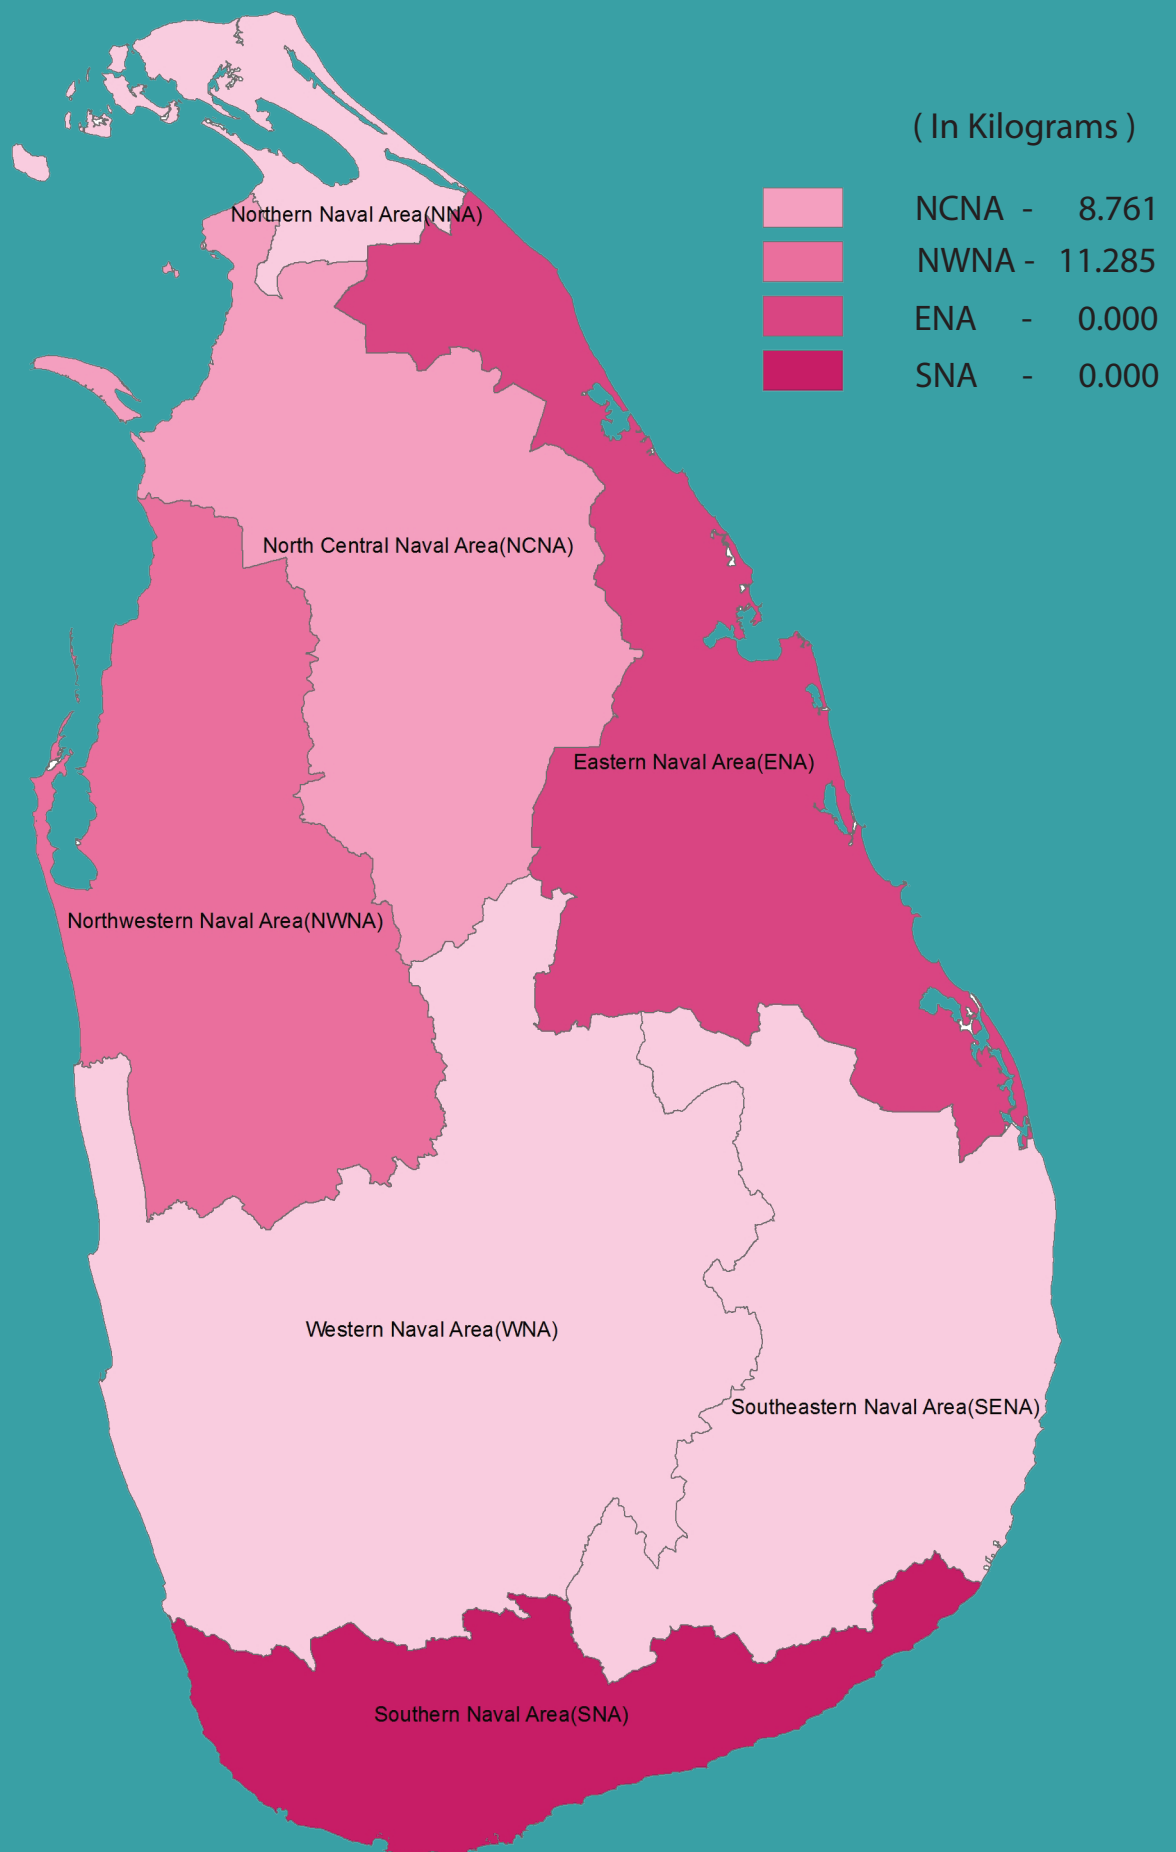 ( In Kilograms )
NCNA - 8.761
NWNA - 11.285
ENA - 0.000
SNA - 0.000
Northern Naval Area(NNA)
North Central Naval Area(NCNA)
Eastern Naval Area(ENA)
Northwestern Naval Area(NWNA)
Western Naval Area(WNA)
Southeastern Naval Area(SENA)
Southern Naval Area(SNA)